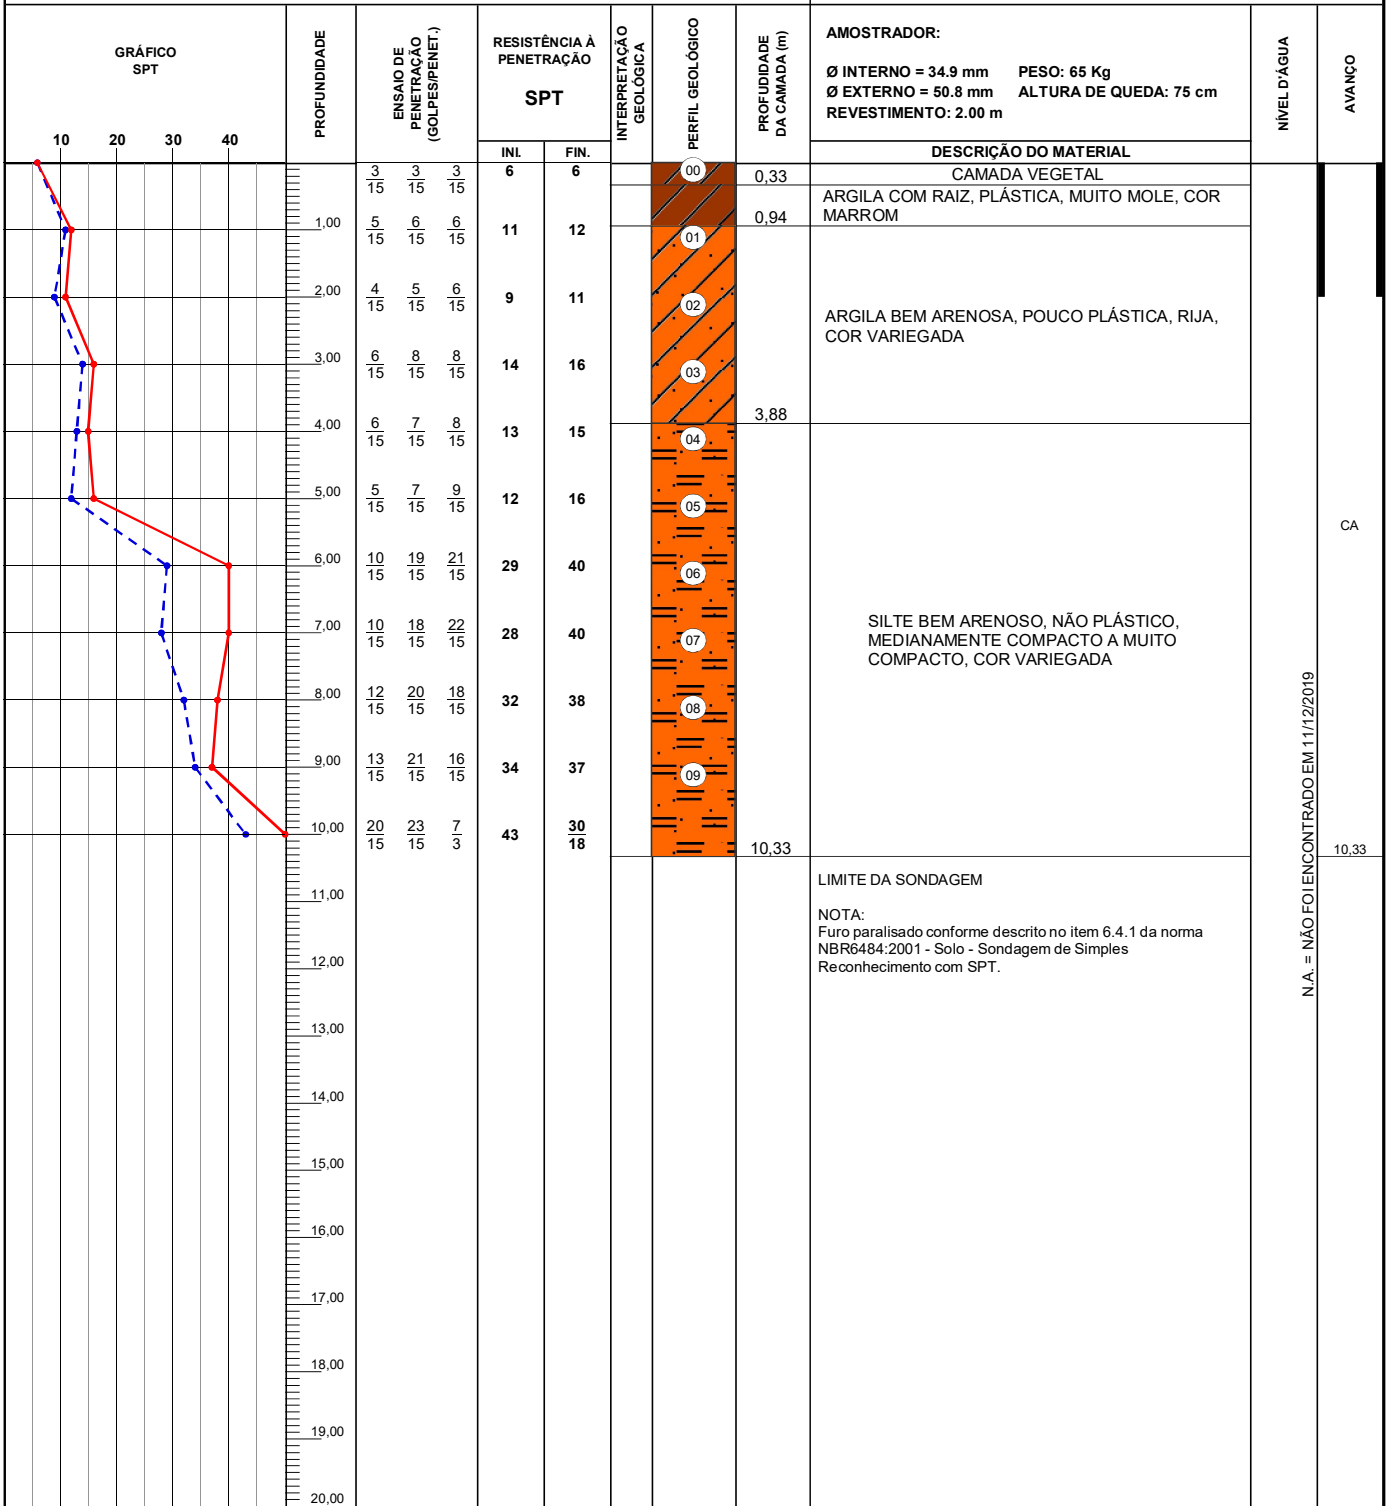 GRÁFICO
SPT
10 20 30 40
PROFUNDIDADE
ENSAIO DE
PENETRAÇÃO
(GOLPES/PENET.)
RESISTÊNCIA À
PENETRAÇÃO
SPT
INI. FIN.
INTERPRETAÇÃO
GEOLÓGICA
PERFIL GEOLÓGICO
PROFUDIDADE
DA CAMADA (m)
AMOSTRADOR:
Ø INTERNO = 34.9 mm PESO: 65 Kg
Ø EXTERNO = 50.8 mm ALTURA DE QUEDA: 75 cm
REVESTIMENTO: 2.00 m
DESCRIÇÃO DO MATERIAL
NÍVEL D'ÁGUA
AVANÇO
3/15 3/15 3/15 6 6 00
0,33 CAMADA VEGETAL
ARGILA COM RAIZ, PLÁSTICA, MUITO MOLE, COR
MARROM
0,94
1,00 5/15 6/15 6/15 11 12 01
2,00 4/15 5/15 6/15 9 11 02
ARGILA BEM ARENOSA, POUCO PLÁSTICA, RIJA,
COR VARIEGADA
3,00 6/15 8/15 8/15 14 16 03
3,88
4,00 6/15 7/15 8/15 13 15 04
5,00 5/15 7/15 9/15 12 16 05
CA
6,00 10/15 19/15 21/15 29 40 06
7,00 10/15 18/15 22/15 28 40 07
SILTE BEM ARENOSO, NÃO PLÁSTICO,
MEDIANAMENTE COMPACTO A MUITO
COMPACTO, COR VARIEGADA
8,00 12/15 20/15 18/15 32 38 08
9,00 13/15 21/15 16/15 34 37 09
10,00 20/15 23/15 7/3 43 30/18
10,33
10,33
LIMITE DA SONDAGEM
NOTA:
Furo paralisado conforme descrito no item 6.4.1 da norma
NBR6484:2001 - Solo - Sondagem de Simples
Reconhecimento com SPT.
N.A. = NÃO FOI ENCONTRADO EM 11/12/2019
11,00
12,00
13,00
14,00
15,00
16,00
17,00
18,00
19,00
20,00